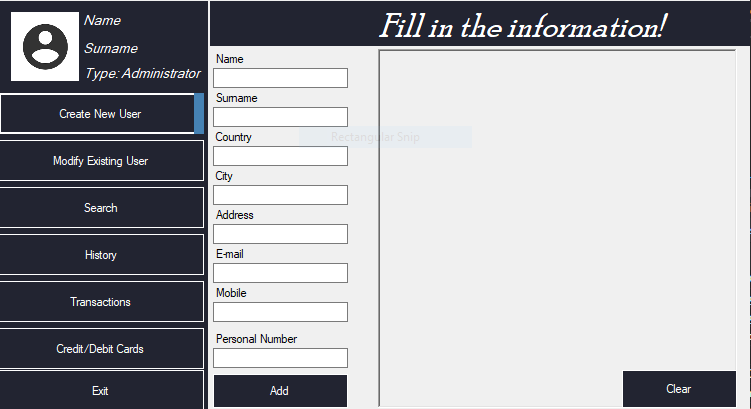 Name
Surname
Type: Administrator
Create New User
Modify Existing User
Search
History
Transactions
Credit/Debit Cards
Exit
Fill in the information!
Name
Surname
Country
City
Address
E-mail
Mobile
Personal Number
Add
Rectangular Snip
Clear